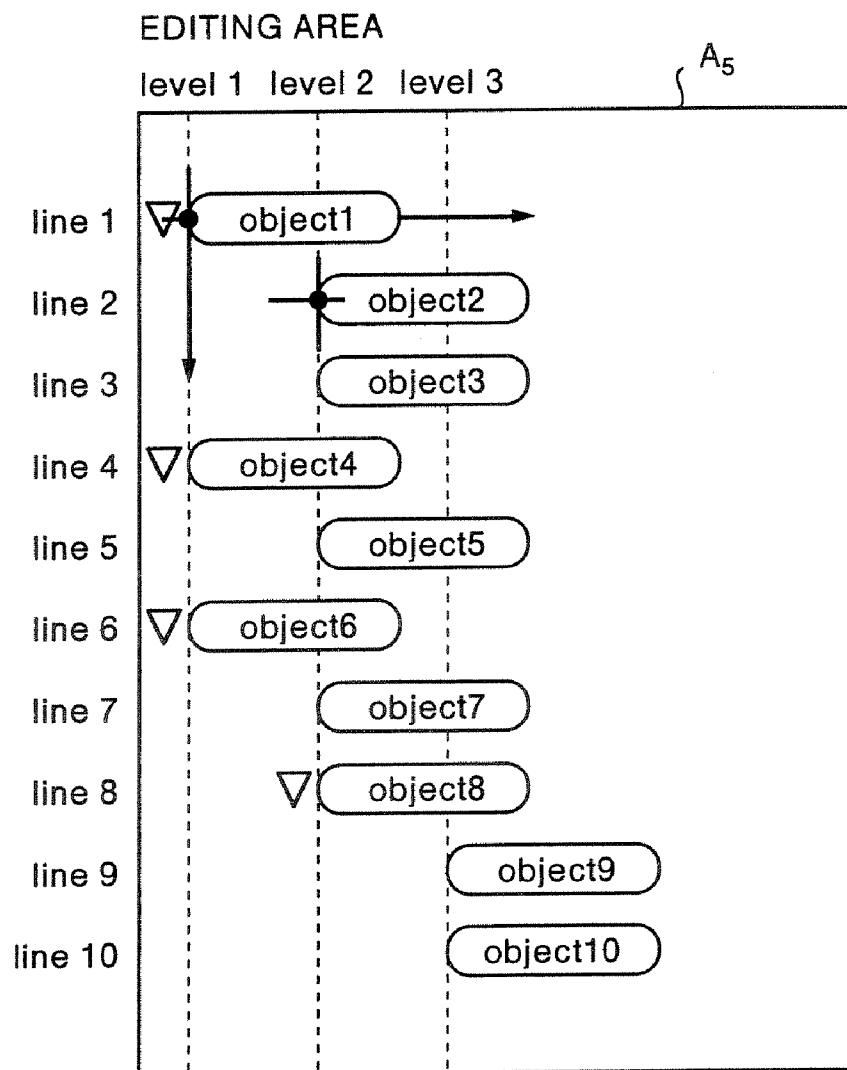 EDITING AREA
level 1 level 2 level 3
A5
line 1 object1
line 2 object2
line 3 object3
line 4 object4
line 5 object5
line 6 object6
line 7 object7
line 8 object8
line 9 object9
line 10 object10